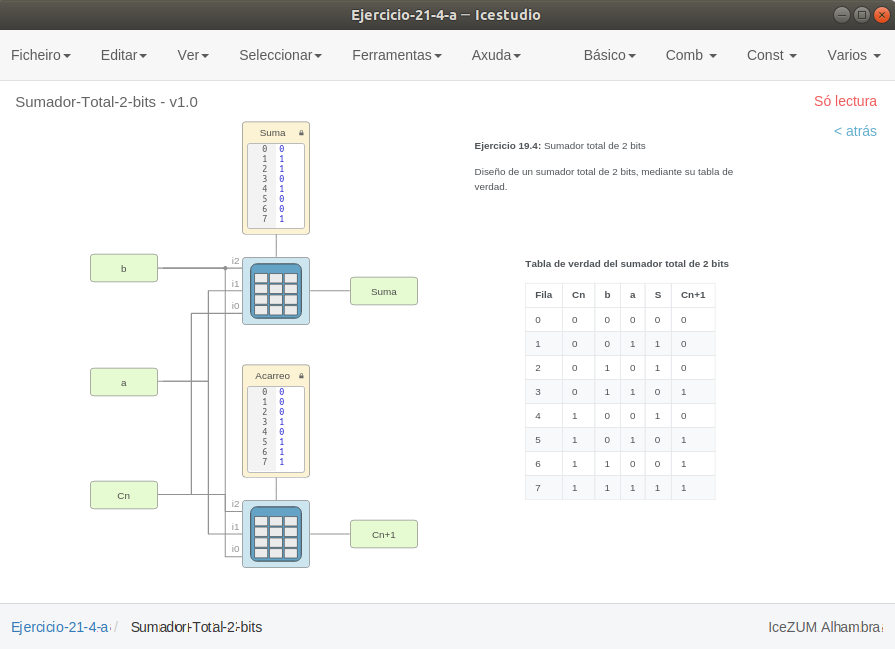 Ejercicio-21-4-a — Icestudio
Ficheiro Editar Ver Seleccionar Ferramentas Axuda Básico Comb Const Varios
Sumador-Total-2-bits - v1.0
Só lectura
< atrás
Suma
0 0
1 1
2 1
3 0
4 1
5 0
6 0
7 1
Ejercicio 19.4: Sumador total de 2 bits
Diseño de un sumador total de 2 bits, mediante su tabla de
verdad.
b
i2
i1
i0
Suma
a
Acarreo
0 0
1 0
2 0
3 1
4 0
5 1
6 1
7 1
Cn
i2
i1
i0
Cn+1
Tabla de verdad del sumador total de 2 bits
Fila Cn b a S Cn+1
0 0 0 0 0 0
1 0 0 1 1 0
2 0 1 0 1 0
3 0 1 1 0 1
4 1 0 0 1 0
5 1 0 1 0 1
6 1 1 0 0 1
7 1 1 1 1 1
Ejercicio-21-4-a / Sumador-Total-2-bits
IceZUM Alhambra